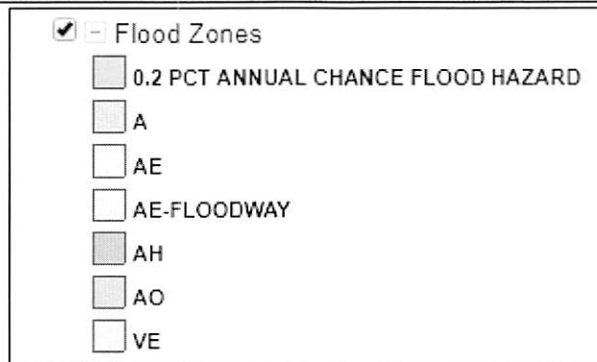 Flood Zones
0.2 PCT ANNUAL CHANCE FLOOD HAZARD
A
AE
AE-FLOODWAY
AH
AO
VE